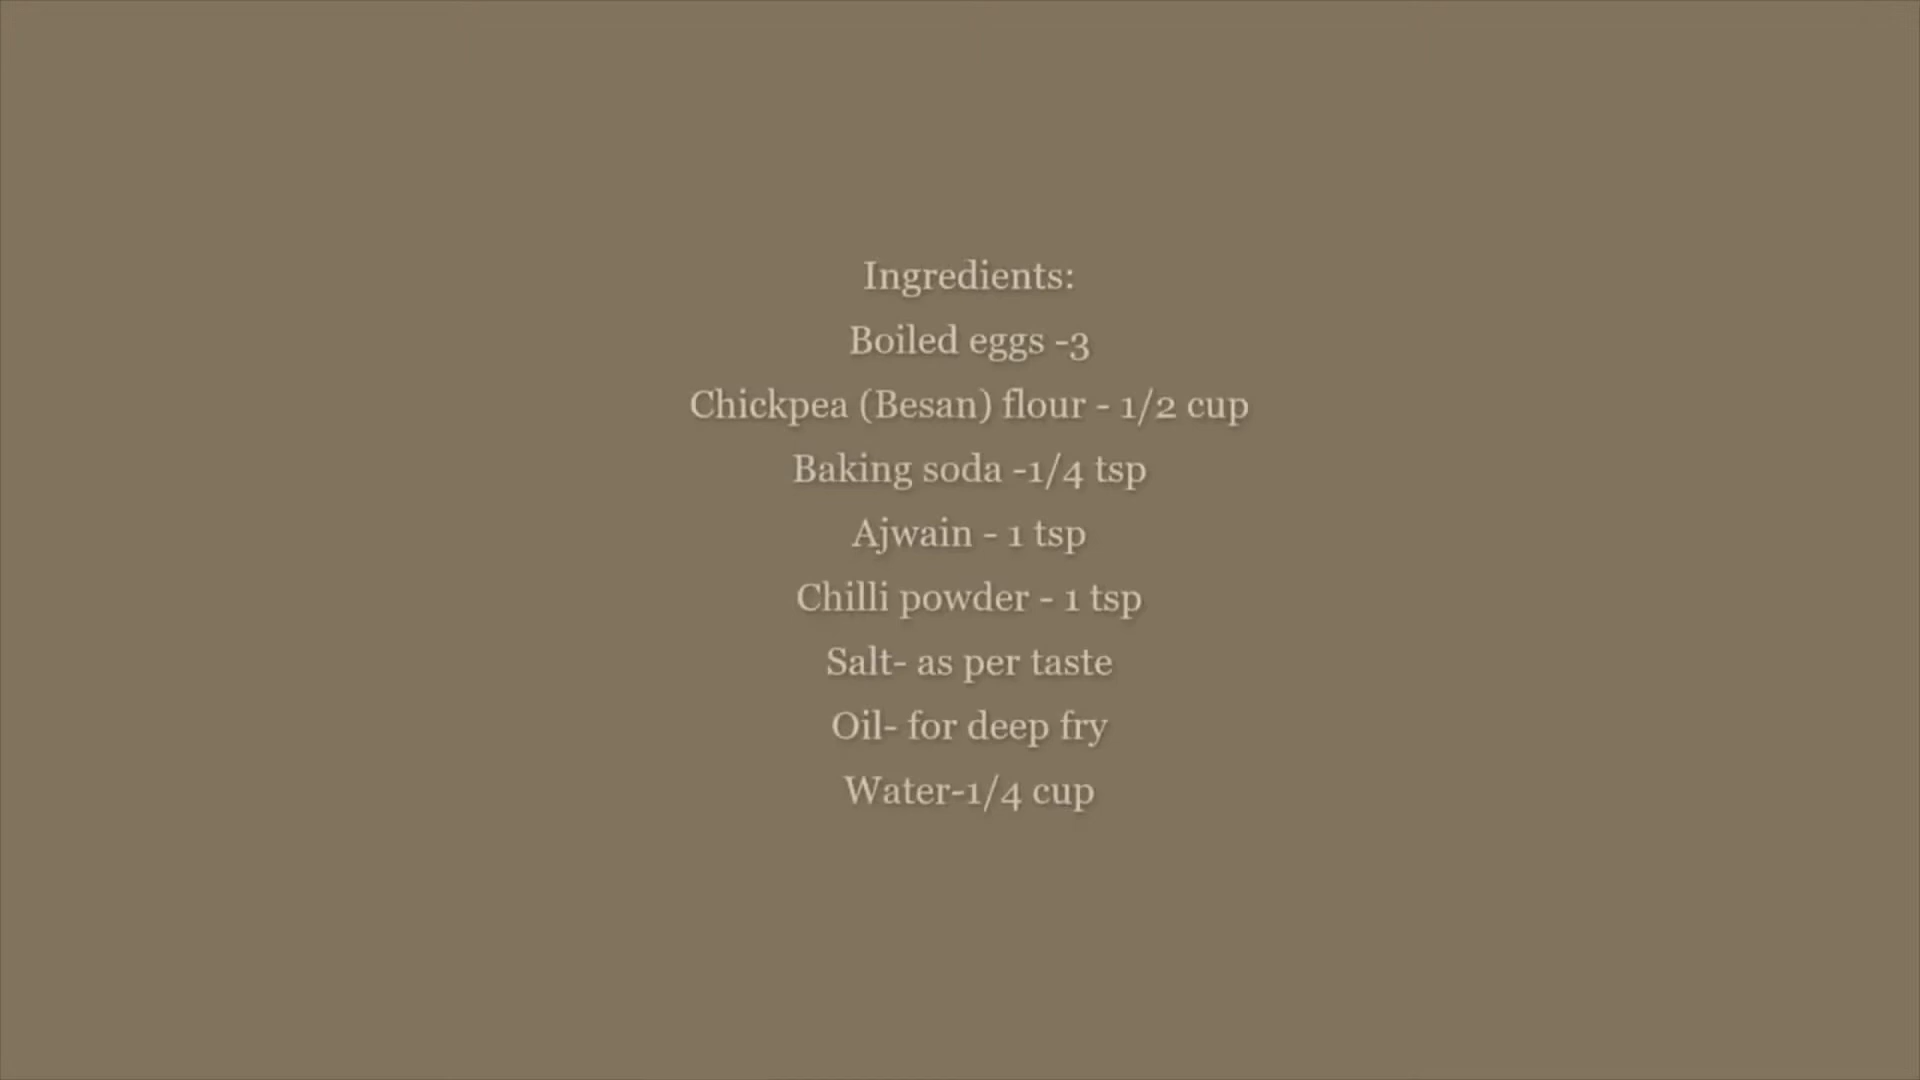 Ingredients:
Boiled eggs -3
Chickpea (Besan) flour - 1/2 cup
Baking soda -1/4 tsp
Ajwain - 1 tsp
Chilli powder - 1 tsp
Salt- as per taste
Oil- for deep fry
Water-1/4 cup